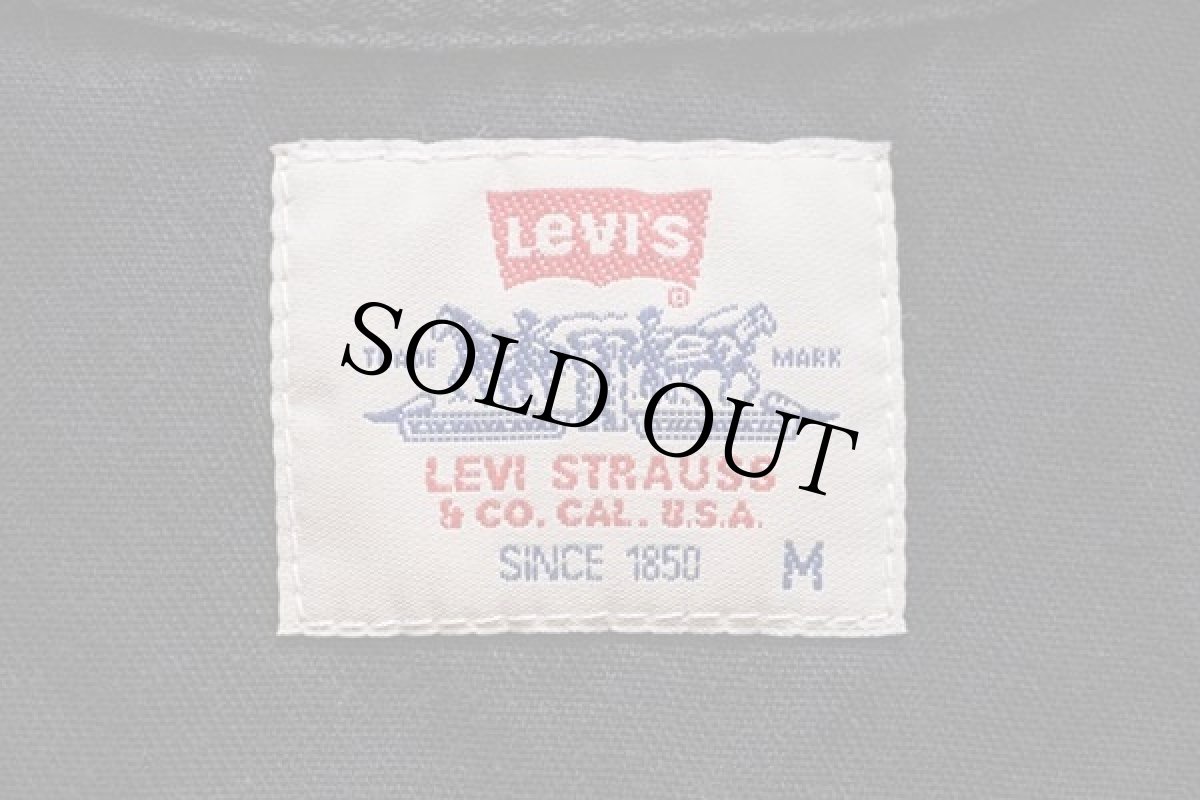 LEVI'S
®
TRADE MARK
SOLD OUT
LEVI STRAUSS
& CO. CAL. U.S.A.
SINCE 1850 M